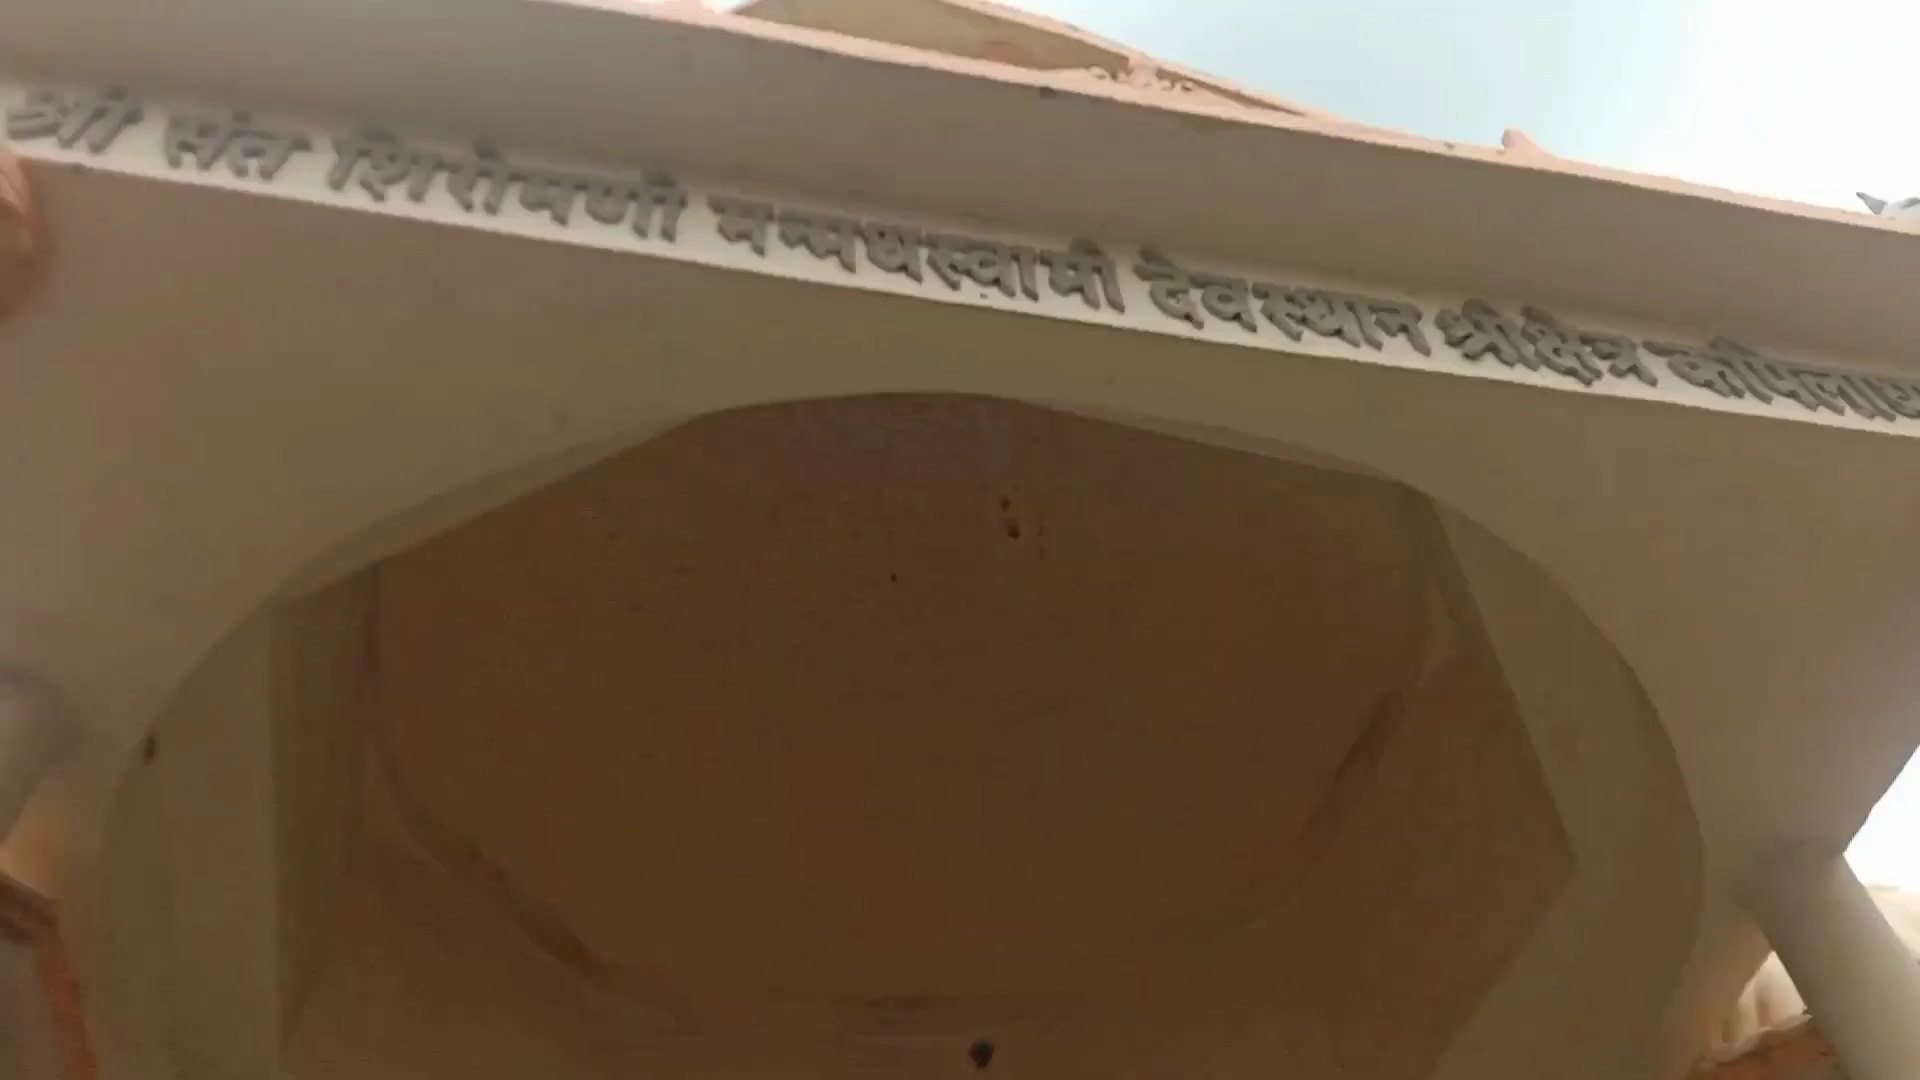 श्री संत शिरोमणी मन्मथस्वामी देवस्थान श्रीक्षेत्र